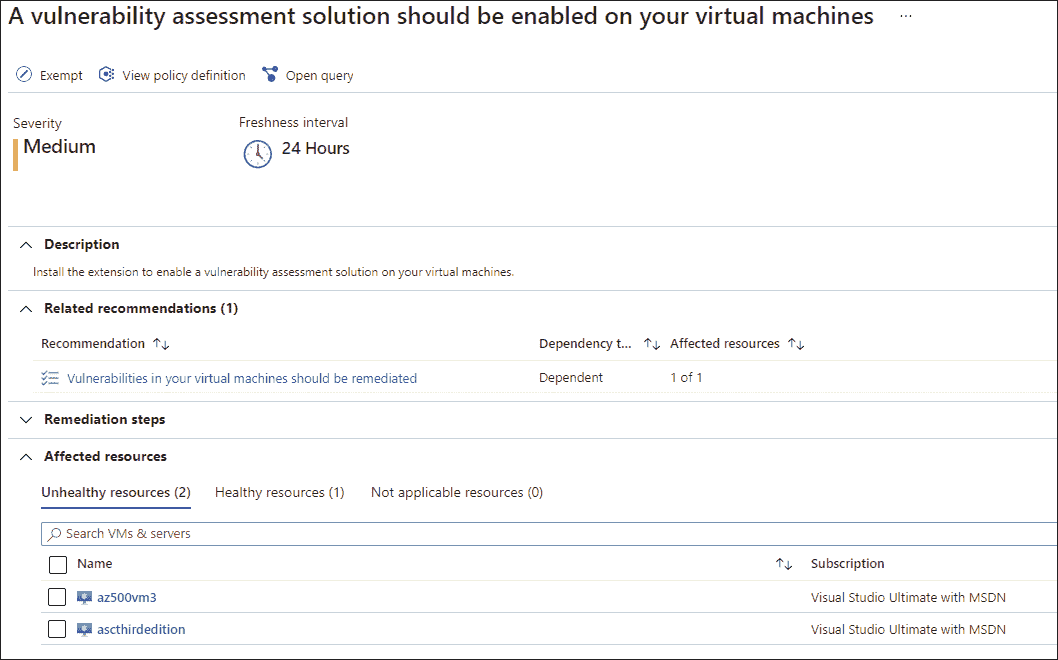 A vulnerability assessment solution should be enabled on your virtual machines ...
Exempt View policy definition Open query
Severity Freshness interval
Medium 24 Hours
Description
Install the extension to enable a vulnerability assessment solution on your virtual machines.
Related recommendations (1)
Recommendation ↑↓ Dependency t... ↑↓ Affected resources ↑↓
Vulnerabilities in your virtual machines should be remediated Dependent 1 of 1
Remediation steps
Affected resources
Unhealthy resources (2) Healthy resources (1) Not applicable resources (0)
Search VMs & servers
Name ↑↓ Subscription
az500vm3 Visual Studio Ultimate with MSDN
ascthirdedition Visual Studio Ultimate with MSDN